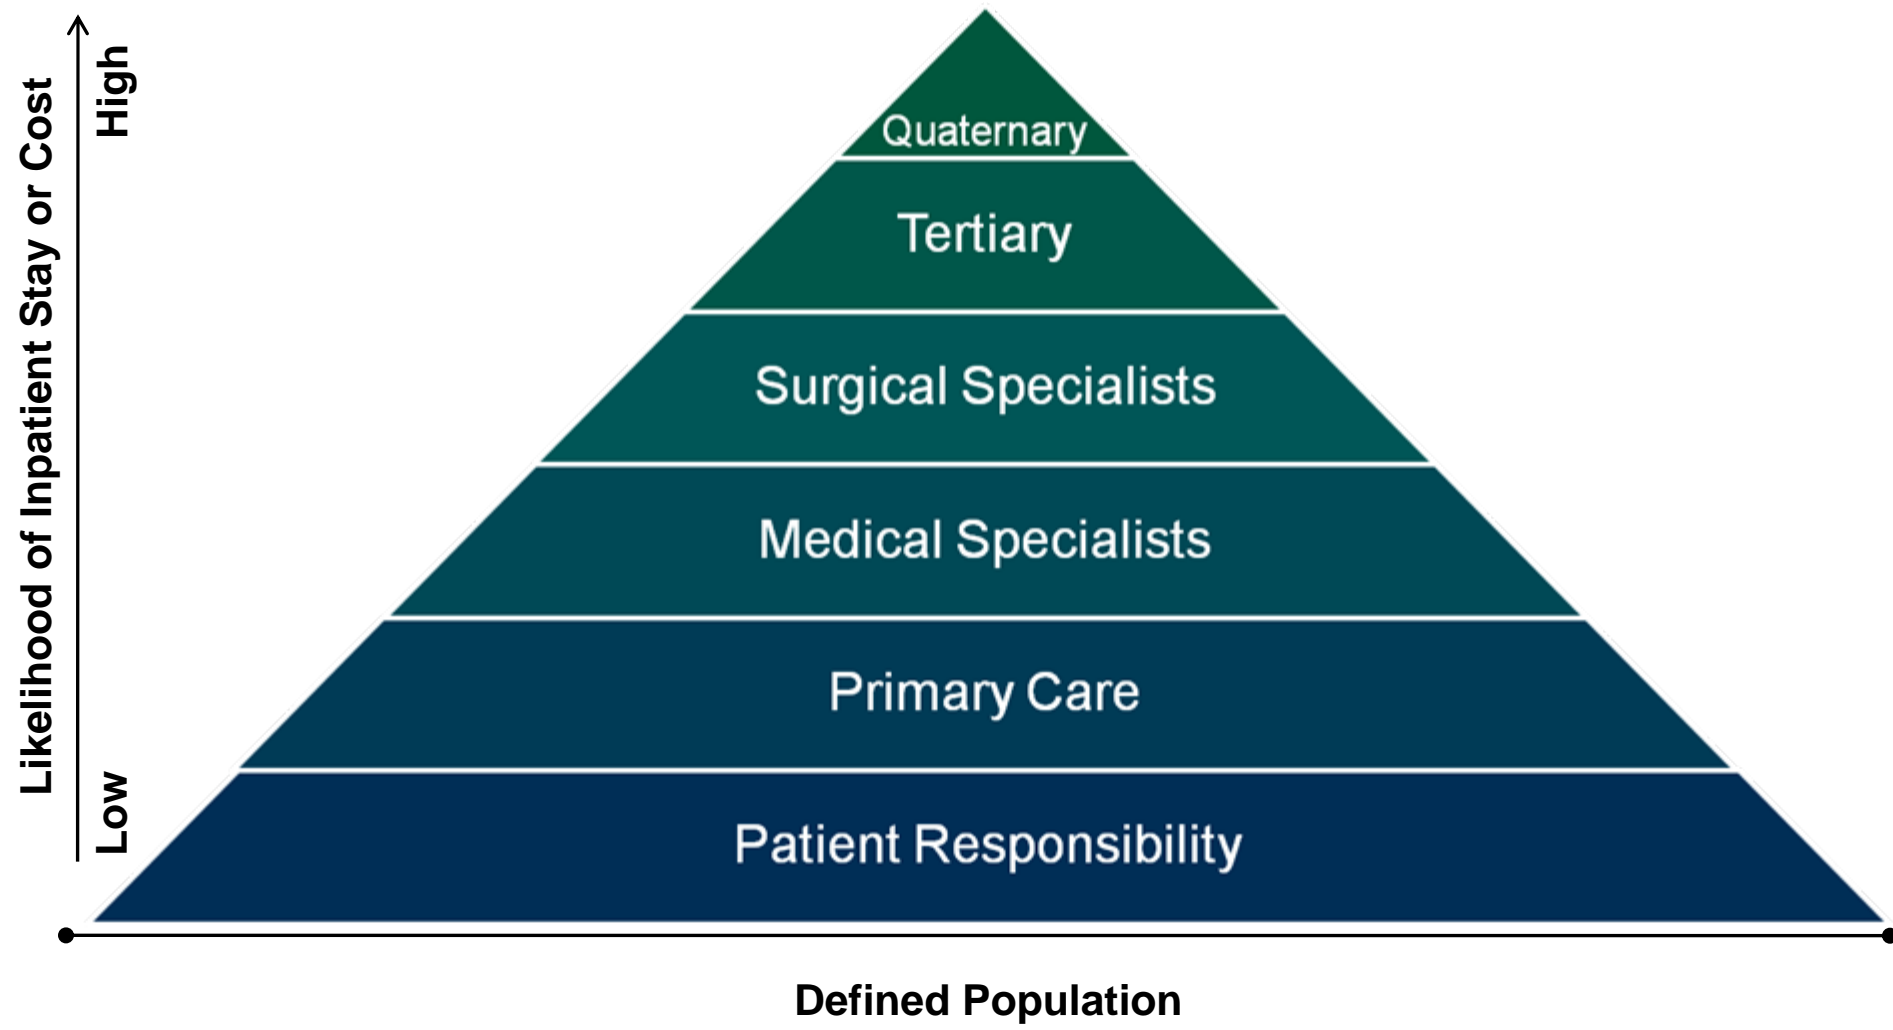 Likelihood of Inpatient Stay or Cost
High
Low
Quaternary
Tertiary
Surgical Specialists
Medical Specialists
Primary Care
Patient Responsibility
Defined Population